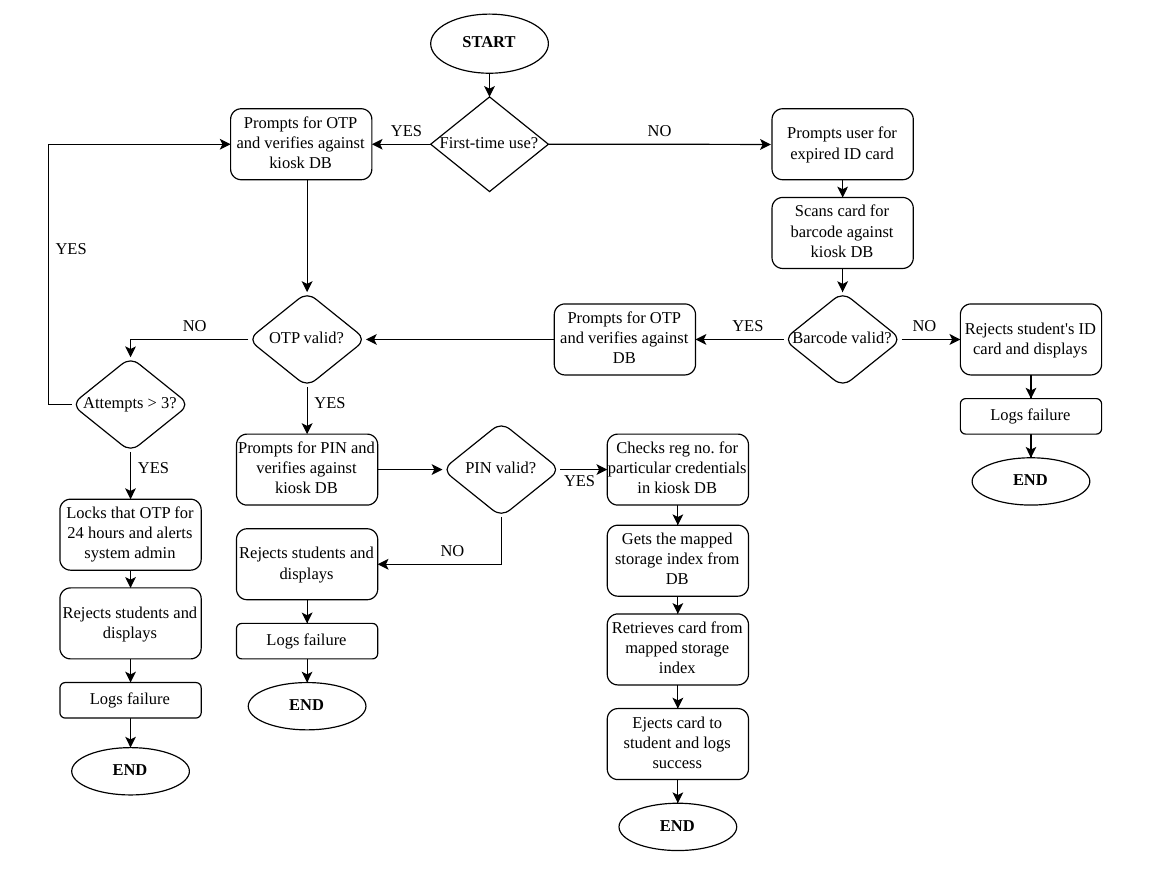 START
First-time use?
YES
NO
Prompts for OTP
and verifies against
kiosk DB
Prompts user for
expired ID card
Scans card for
barcode against
kiosk DB
YES
OTP valid?
NO
Prompts for OTP
and verifies against
DB
YES
Barcode valid?
NO
Rejects student's ID
card and displays
Logs failure
END
Attempts > 3?
YES
Locks that OTP for
24 hours and alerts
system admin
Rejects students and
displays
Logs failure
END
YES
Prompts for PIN and
verifies against
kiosk DB
PIN valid?
YES
NO
Rejects students and
displays
Logs failure
END
Checks reg no. for
particular credentials
in kiosk DB
Gets the mapped
storage index from
DB
Retrieves card from
mapped storage
index
Ejects card to
student and logs
success
END